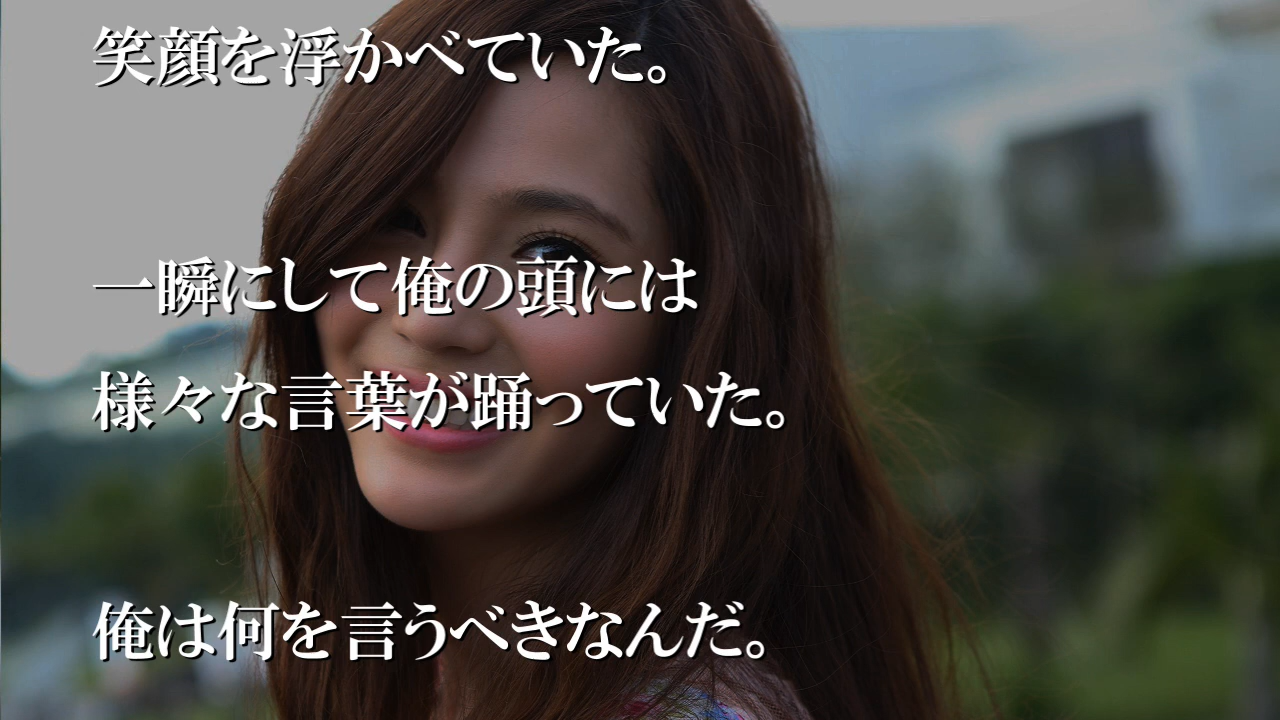 笑顔を浮かべていた。
一瞬にして俺の頭には
様々な言葉が踊っていた。
俺は何を言うべきなんだ。